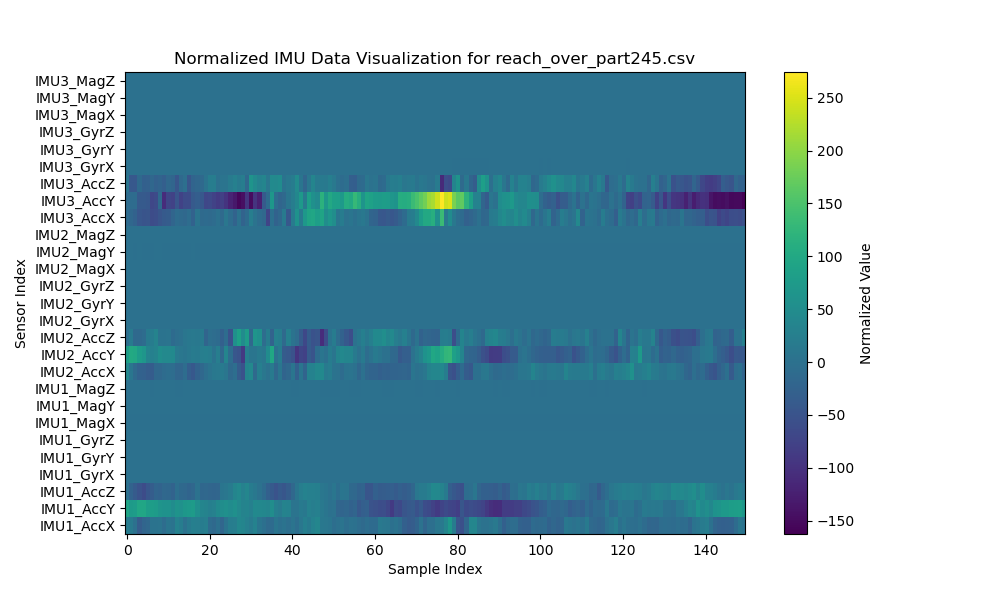 Normalized IMU Data Visualization for reach_over_part245.csv
IMU3_MagZ
IMU3_MagY
IMU3_MagX
IMU3_GyrZ
IMU3_GyrY
IMU3_GyrX
IMU3_AccZ
IMU3_AccY
IMU3_AccX
IMU2_MagZ
IMU2_MagY
IMU2_MagX
IMU2_GyrZ
IMU2_GyrY
IMU2_GyrX
IMU2_AccZ
IMU2_AccY
IMU2_AccX
IMU1_MagZ
IMU1_MagY
IMU1_MagX
IMU1_GyrZ
IMU1_GyrY
IMU1_GyrX
IMU1_AccZ
IMU1_AccY
IMU1_AccX
Sensor Index
0 20 40 60 80 100 120 140
Sample Index
250
200
150
100
50
0
−50
−100
−150
Normalized Value